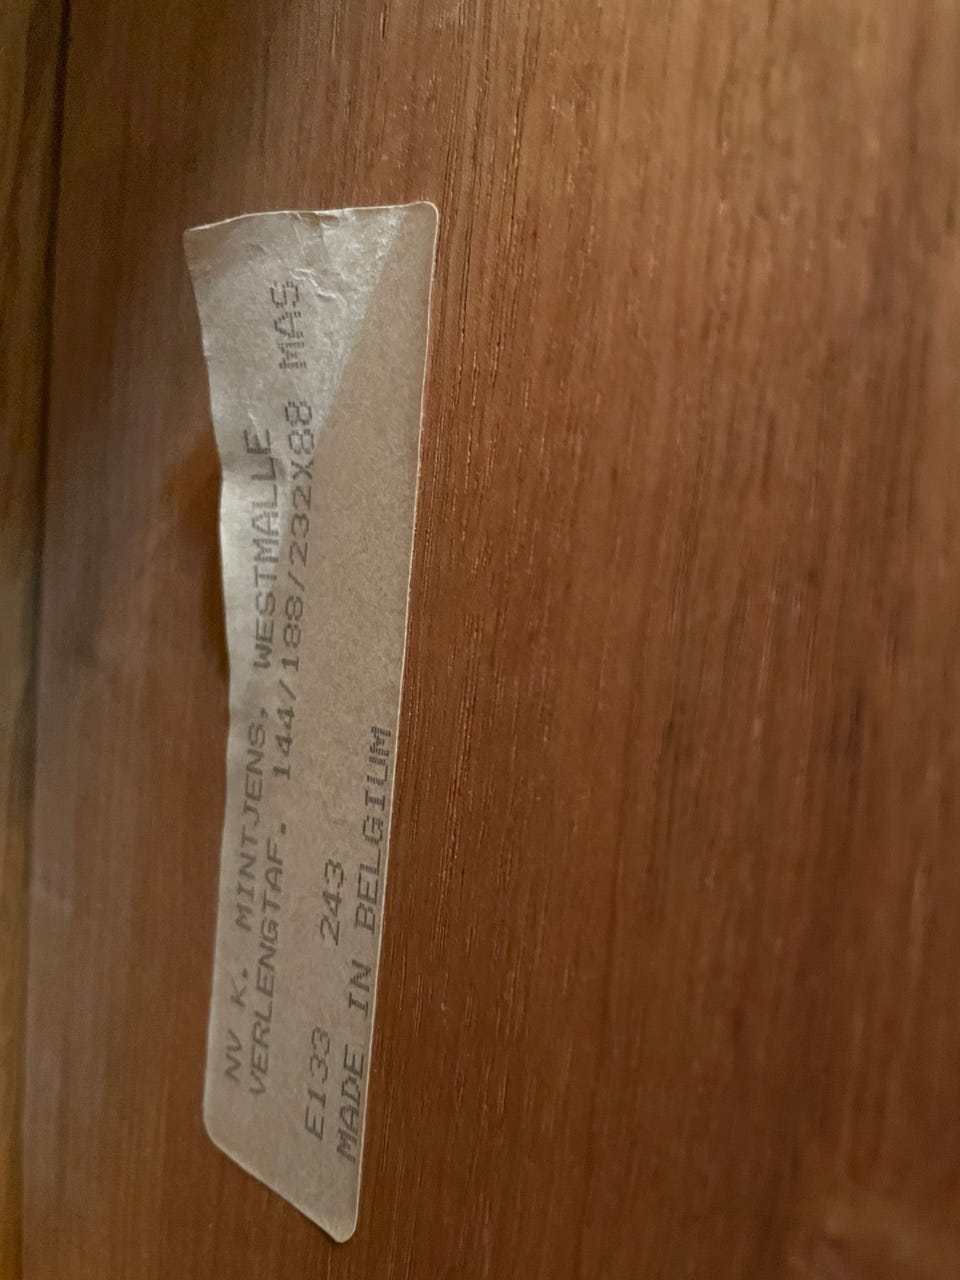 NV K. MINTJENS, WESTMALLE
VERLENGTAF. 144/188/232X88 MAS
E133 243
MADE IN BELGIUM